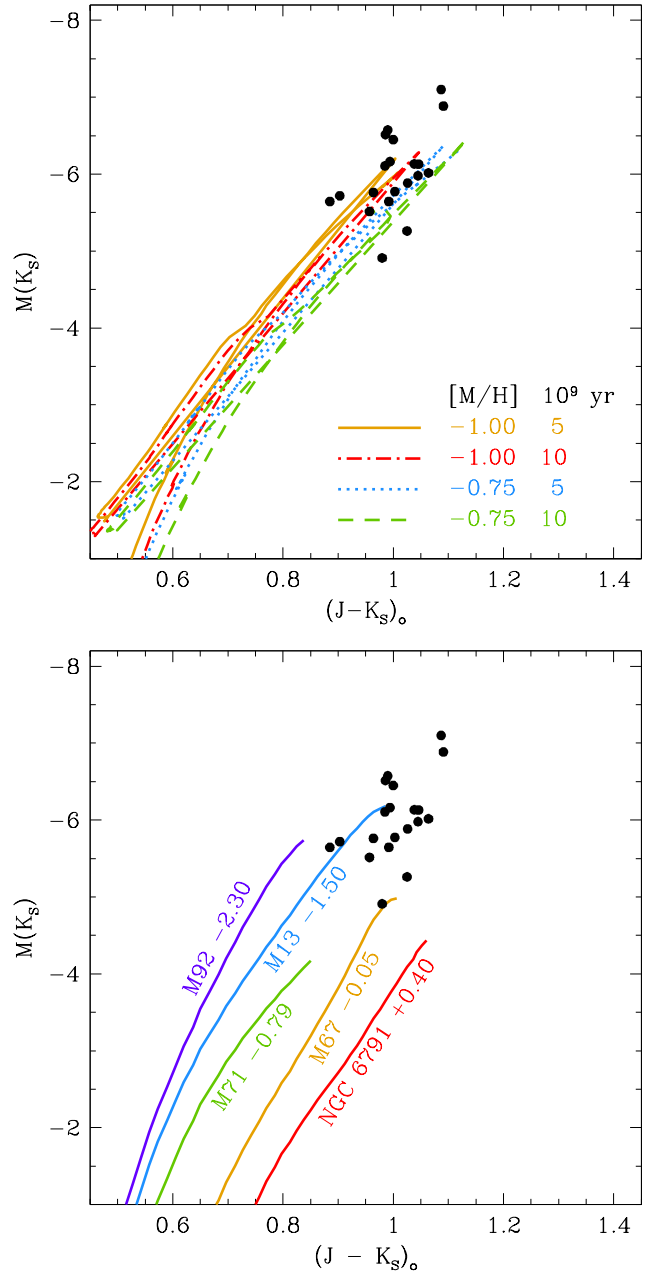 −8
−6
−4
−2
M(K_S)
[M/H] 10⁹ yr
−1.00 5
−1.00 10
−0.75 5
−0.75 10
0.6 0.8 1 1.2 1.4
(J−K_S)ₒ
−8
−6
−4
−2
M(K_S)
M92 −2.30
M13 −1.50
M71 −0.79
M67 −0.05
NGC 6791 +0.40
0.6 0.8 1 1.2 1.4
(J − K_S)ₒ